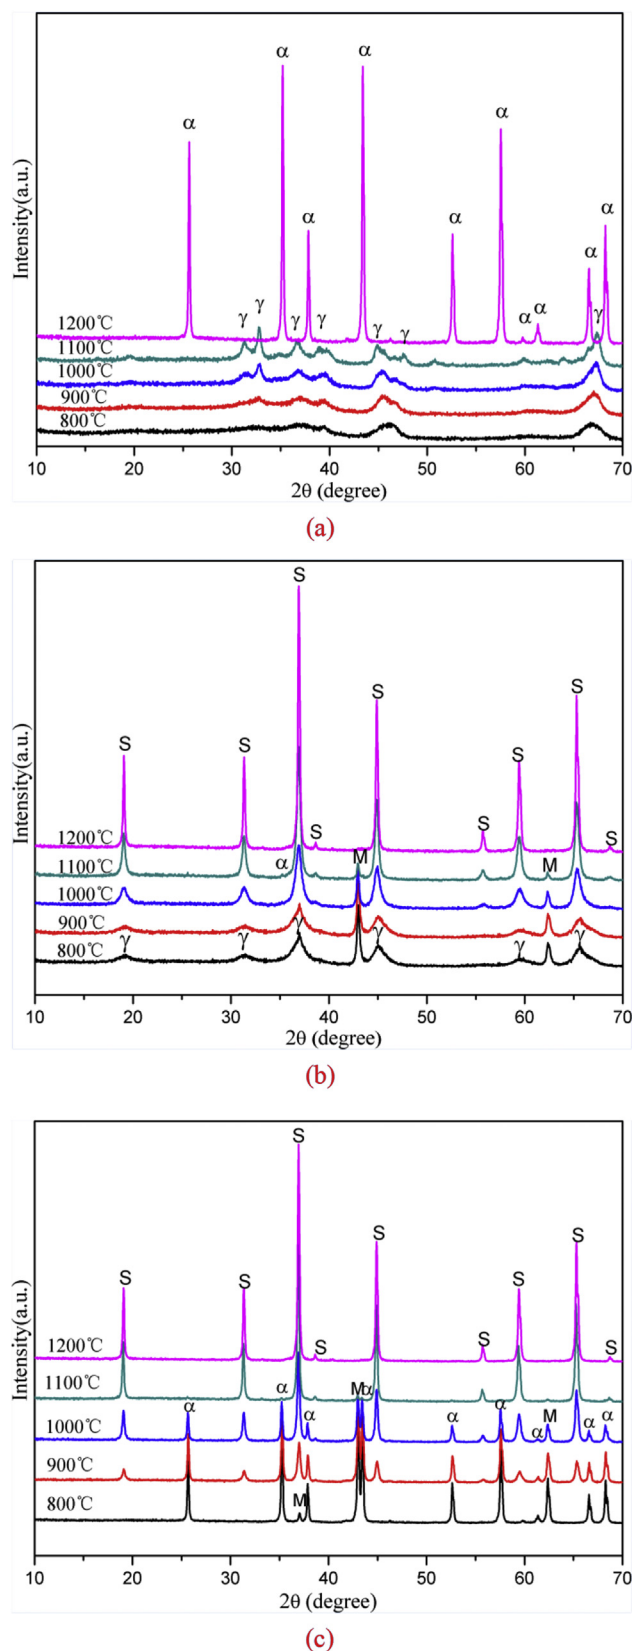 α α
α α
α α α α
1200℃ γ γ γ γ γ γ α α γ
1100℃
1000℃
900℃
800℃
10 20 30 40 50 60 70
2θ (degree)
Intensity(a.u.)
(a)
S
S S
S S S
1200℃ S S S
1100℃ α M M
1000℃
900℃ γ γ γ γ γ γ
800℃
10 20 30 40 50 60 70
2θ (degree)
Intensity(a.u.)
(b)
S
S S
S S S
1200℃ S S S
1100℃ α α M α α α M α α α α
1000℃
900℃
800℃ M
10 20 30 40 50 60 70
2θ (degree)
Intensity(a.u.)
(c)